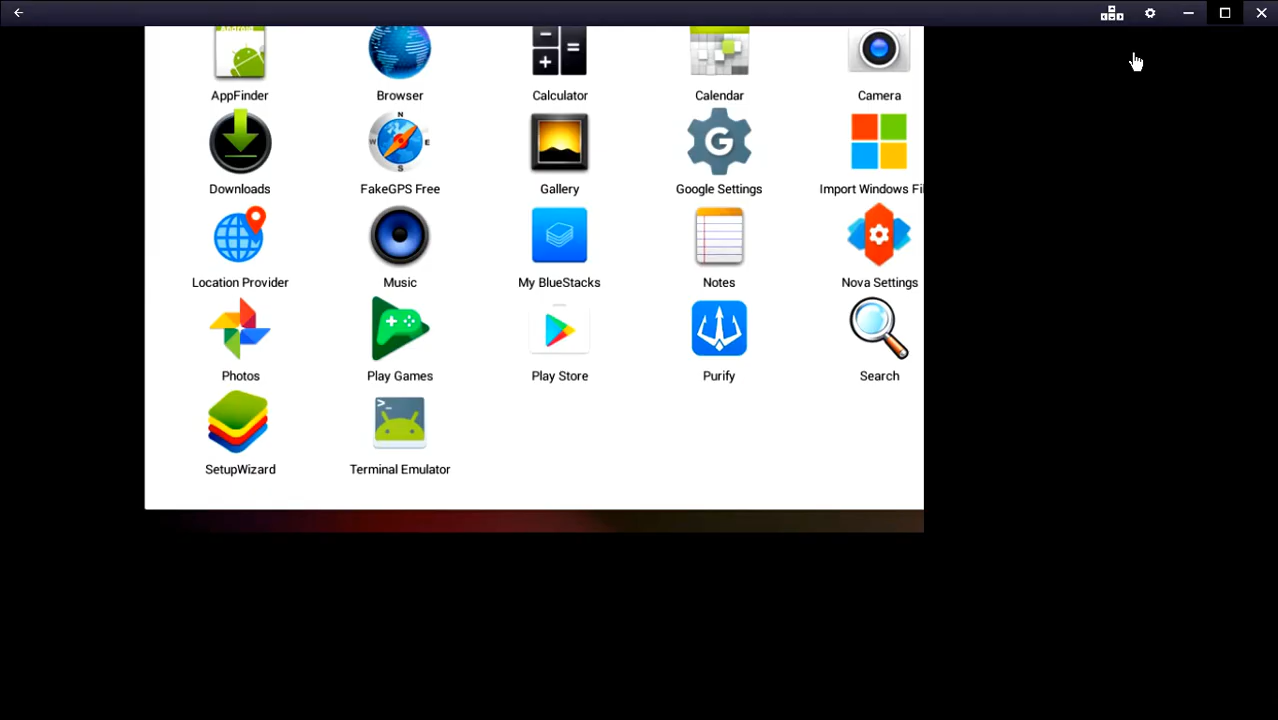 Android
AppFinder
Browser
Calculator
Calendar
Camera
Downloads
N
W
E
S
FakeGPS Free
Gallery
G
Google Settings
Import Windows Fi
Location Provider
Music
My BlueStacks
Notes
Nova Settings
Photos
Play Games
Play Store
Purify
Search
SetupWizard
>_
Terminal Emulator